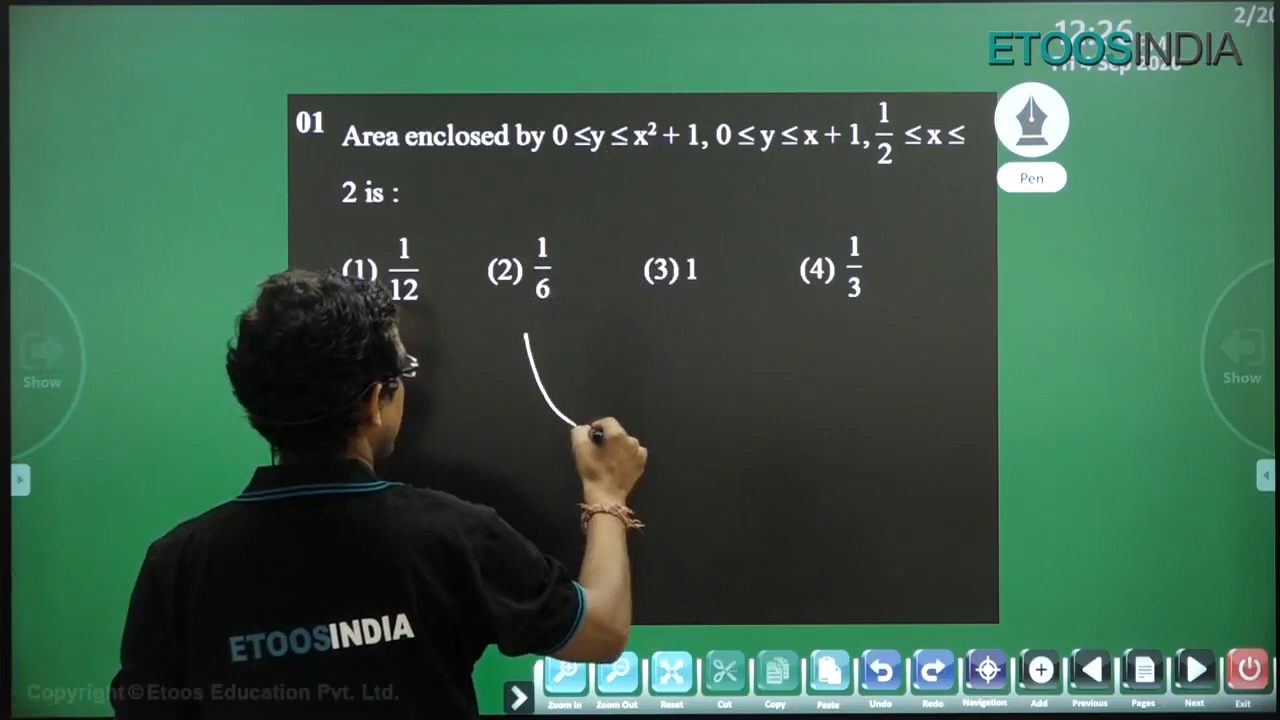 2/20
12:26
ETOOSINDIA
01 Area enclosed by 0 ≤ y ≤ x² + 1, 0 ≤ y ≤ x + 1, 1/2 ≤ x ≤
2 is :
(1) 1/12 (2) 1/6 (3) 1 (4) 1/3
Pen
Show
Show
ETOOSINDIA
Copyright © Etoos Education Pvt. Ltd.
Zoom In Zoom Out Reset Cut Copy Paste Undo Redo Navigation Add Previous Pages Next Exit